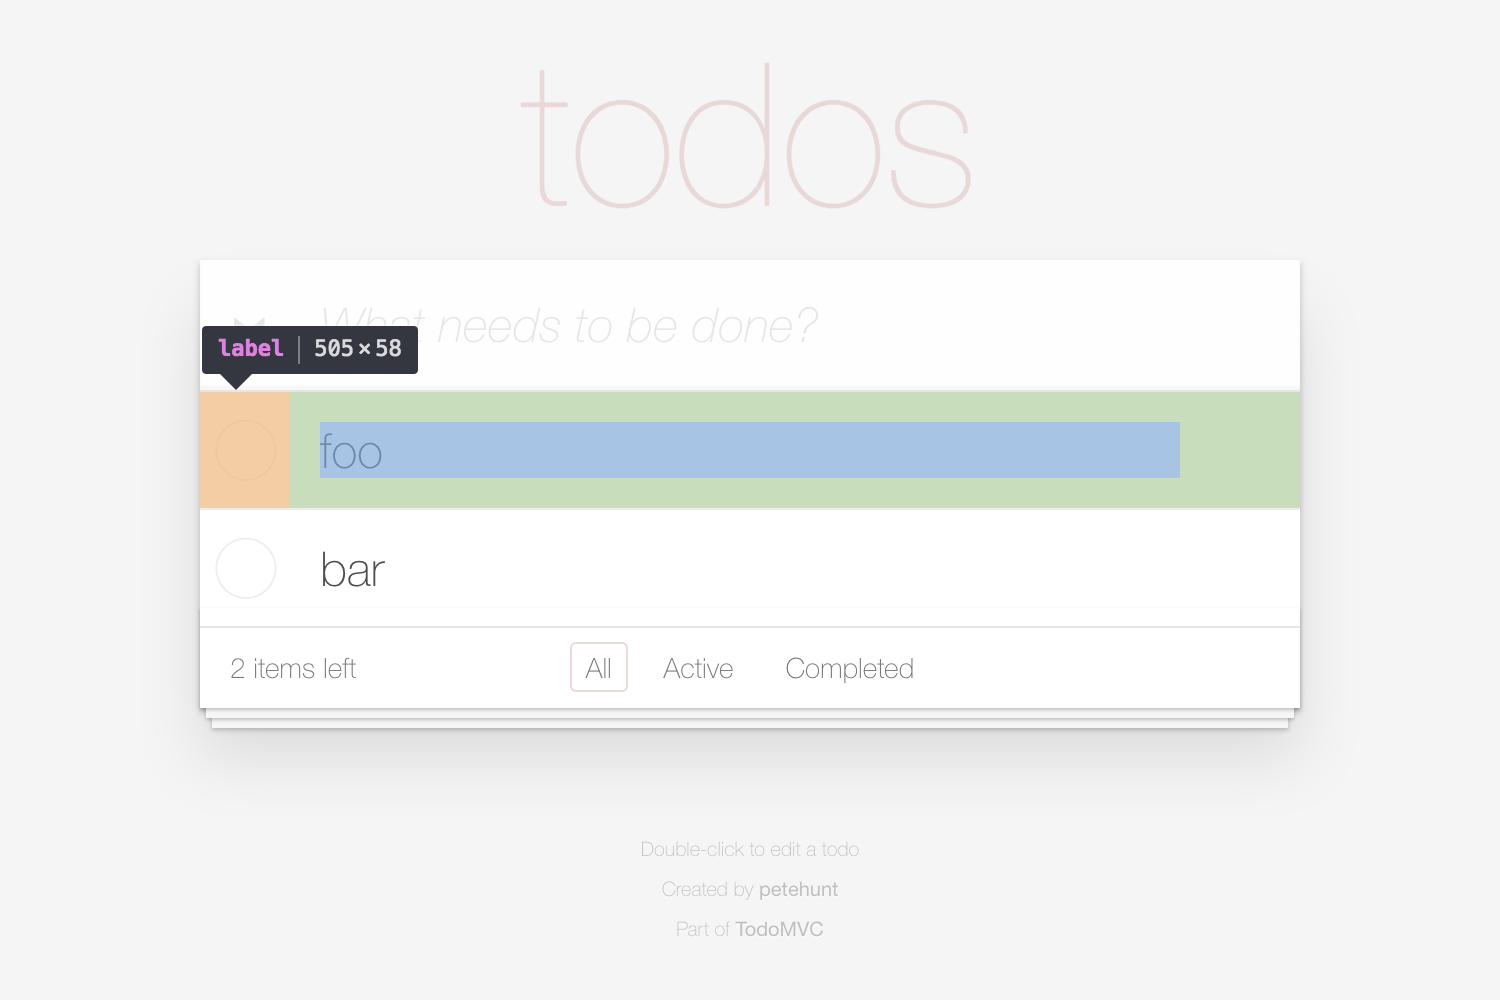 todos
What needs to be done?
label 505×58
foo
bar
2 items left All Active Completed
Double-click to edit a todo
Created by petehunt
Part of TodoMVC